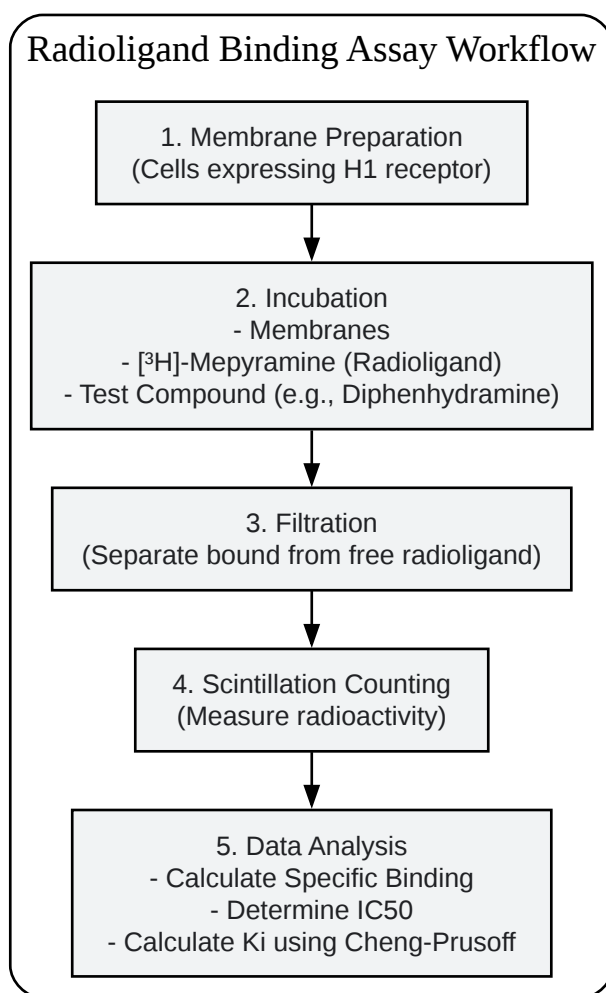 Radioligand Binding Assay Workflow
1. Membrane Preparation
(Cells expressing H1 receptor)
2. Incubation
- Membranes
- [³H]-Mepyramine (Radioligand)
- Test Compound (e.g., Diphenhydramine)
3. Filtration
(Separate bound from free radioligand)
4. Scintillation Counting
(Measure radioactivity)
5. Data Analysis
- Calculate Specific Binding
- Determine IC50
- Calculate Ki using Cheng-Prusoff